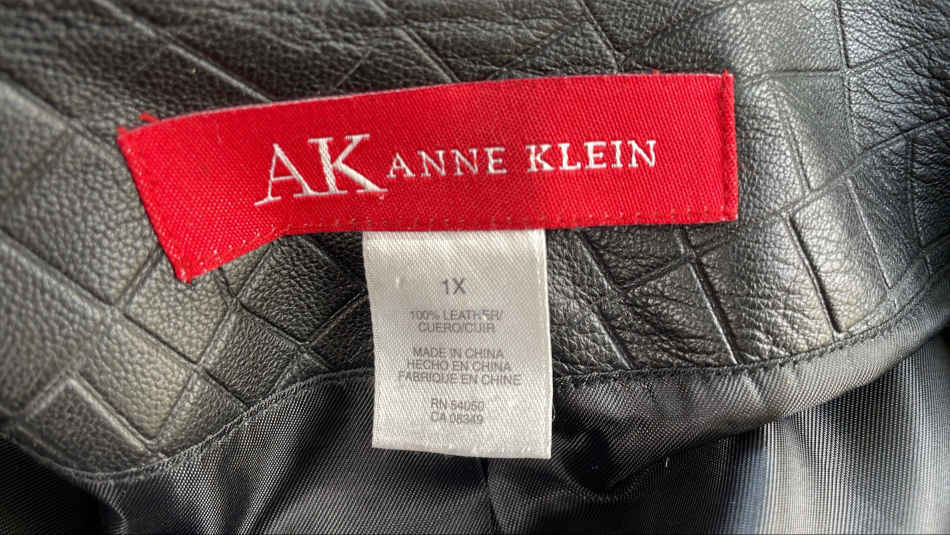 AK ANNE KLEIN
1X
100% LEATHER/
CUERO/CUIR
MADE IN CHINA
HECHO EN CHINA
FABRIQUE EN CHINE
RN 54050
CA 08349